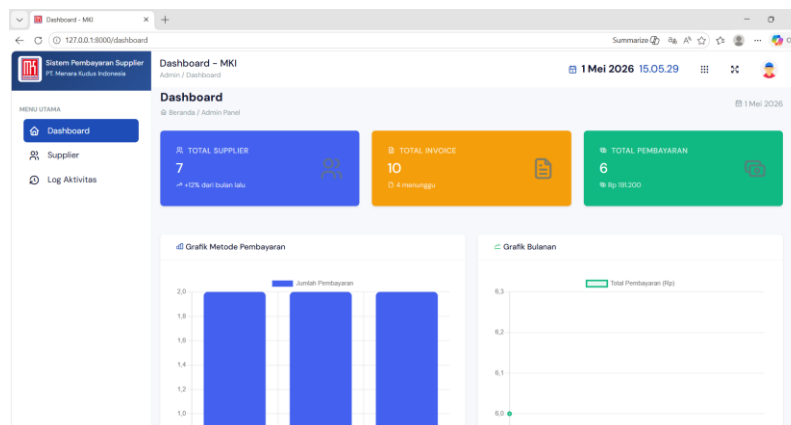 Dashboard - MKI
127.0.0.1:8000/dashboard
Summarize
Sistem Pembayaran Supplier
PT. Menara Kudus Indonesia
Dashboard - MKI
Admin / Dashboard
1 Mei 2026 15.05.29
MENU UTAMA
Dashboard
Supplier
Log Aktivitas
Dashboard
Beranda / Admin Panel
1 Mei 2026
TOTAL SUPPLIER
7
+12% dari bulan lalu
TOTAL INVOICE
10
4 menunggu
TOTAL PEMBAYARAN
6
Rp 191.200
Grafik Metode Pembayaran
Jumlah Pembayaran
2,0
1,8
1,6
1,4
1,2
1,0
Grafik Bulanan
Total Pembayaran (Rp)
6,3
6,2
6,1
6,0